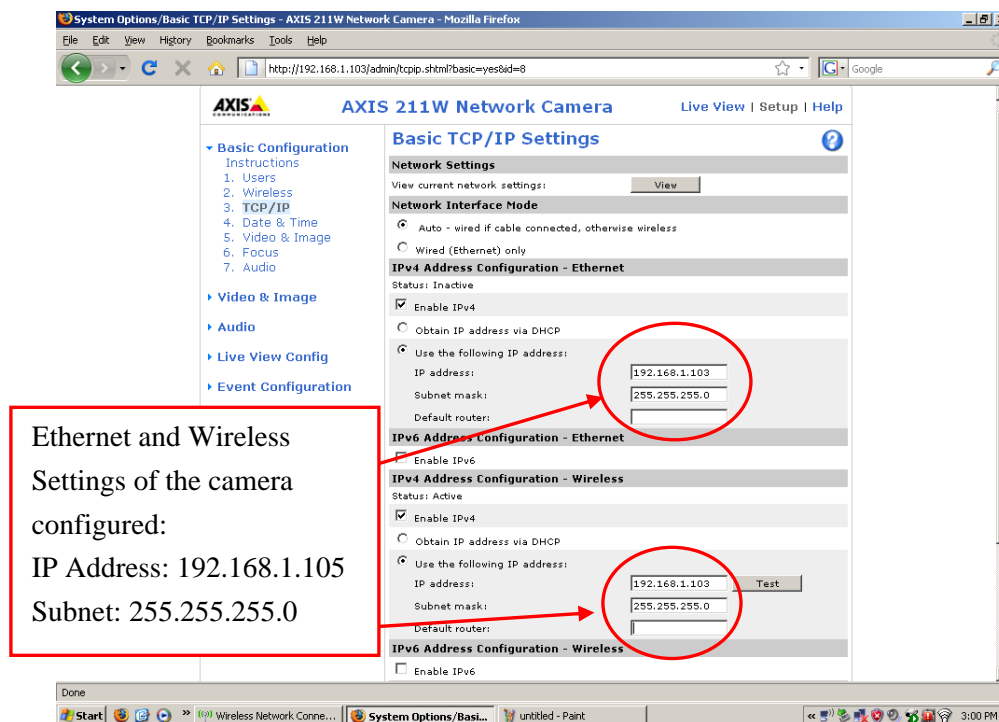 System Options/Basic TCP/IP Settings - AXIS 211W Network Camera - Mozilla Firefox
File Edit View History Bookmarks Tools Help
http://192.168.1.103/admin/tcpip.shtml?basic=yes&id=8
G Google
AXIS COMMUNICATIONS
AXIS 211W Network Camera
Live View | Setup | Help
Basic Configuration
Instructions
1. Users
2. Wireless
3. TCP/IP
4. Date & Time
5. Video & Image
6. Focus
7. Audio
Video & Image
Audio
Live View Config
Event Configuration
Basic TCP/IP Settings
?
Network Settings
View current network settings: View
Network Interface Mode
Auto - wired if cable connected, otherwise wireless
Wired (Ethernet) only
IPv4 Address Configuration - Ethernet
Status: Inactive
Enable IPv4
Obtain IP address via DHCP
Use the following IP address:
IP address: 192.168.1.103
Subnet mask: 255.255.255.0
Default router:
IPv6 Address Configuration - Ethernet
Enable IPv6
IPv4 Address Configuration - Wireless
Status: Active
Enable IPv4
Obtain IP address via DHCP
Use the following IP address:
IP address: 192.168.1.103 Test
Subnet mask: 255.255.255.0
Default router:
IPv6 Address Configuration - Wireless
Enable IPv6
Ethernet and Wireless
Settings of the camera
configured:
IP Address: 192.168.1.105
Subnet: 255.255.255.0
Done
Start » Wireless Network Conne... System Options/Basi... untitled - Paint « 3:00 PM